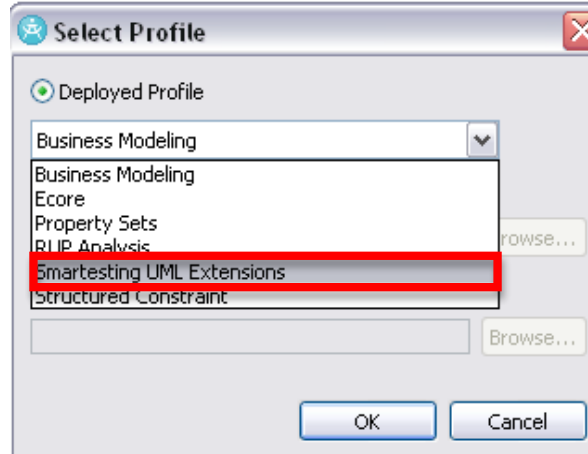 Select Profile
Deployed Profile
Business Modeling
Business Modeling
Ecore
Property Sets
RUP Analysis
rowse...
Smartesting UML Extensions
Structured Constraint
Browse...
OK
Cancel